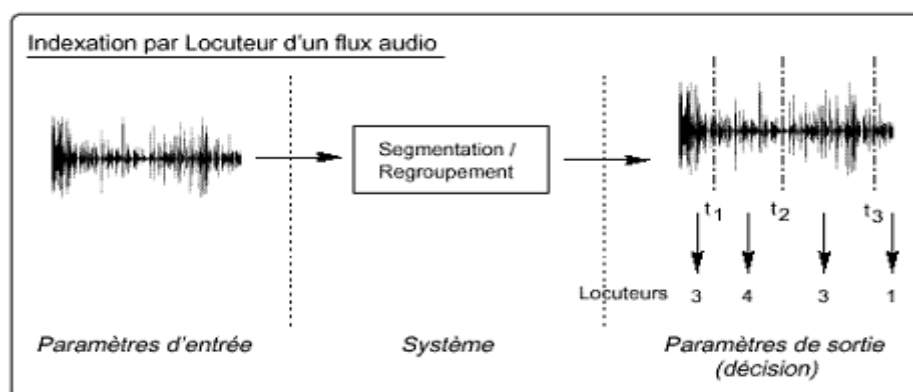 Indexation par Locuteur d'un flux audio
Segmentation /
Regroupement
t1 t2 t3
Locuteurs 3 4 3 1
Paramètres d'entrée
Système
Paramètres de sortie
(décision)